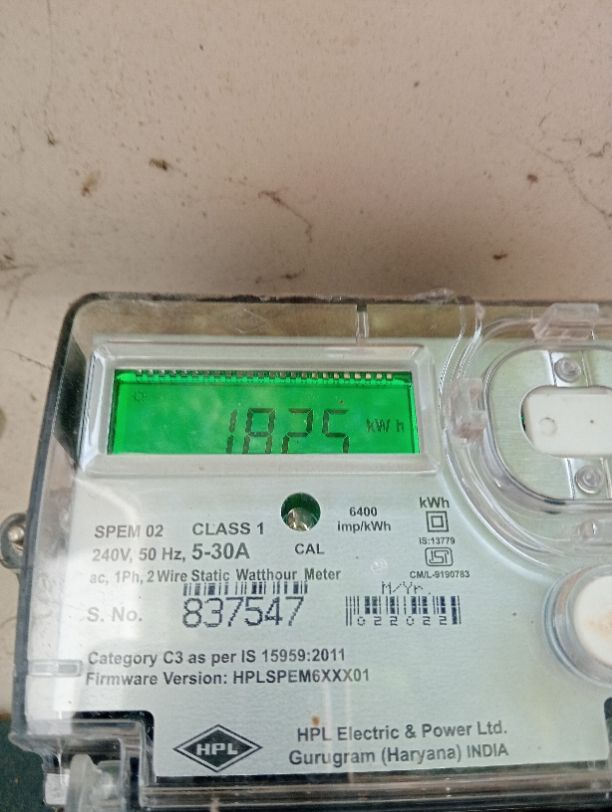 1825 kWh
SPEM 02 CLASS 1
6400 imp/kWh
kWh
240V, 50 Hz, 5-30A
CAL
IS:13779
ISI
CM/L-9190783
ac, 1Ph, 2 Wire Static Watthour Meter
M/Yr.
S. No. 837547
022022
Category C3 as per IS 15959:2011
Firmware Version: HPLSPEM6XXX01
HPL
HPL Electric & Power Ltd.
Gurugram (Haryana) INDIA